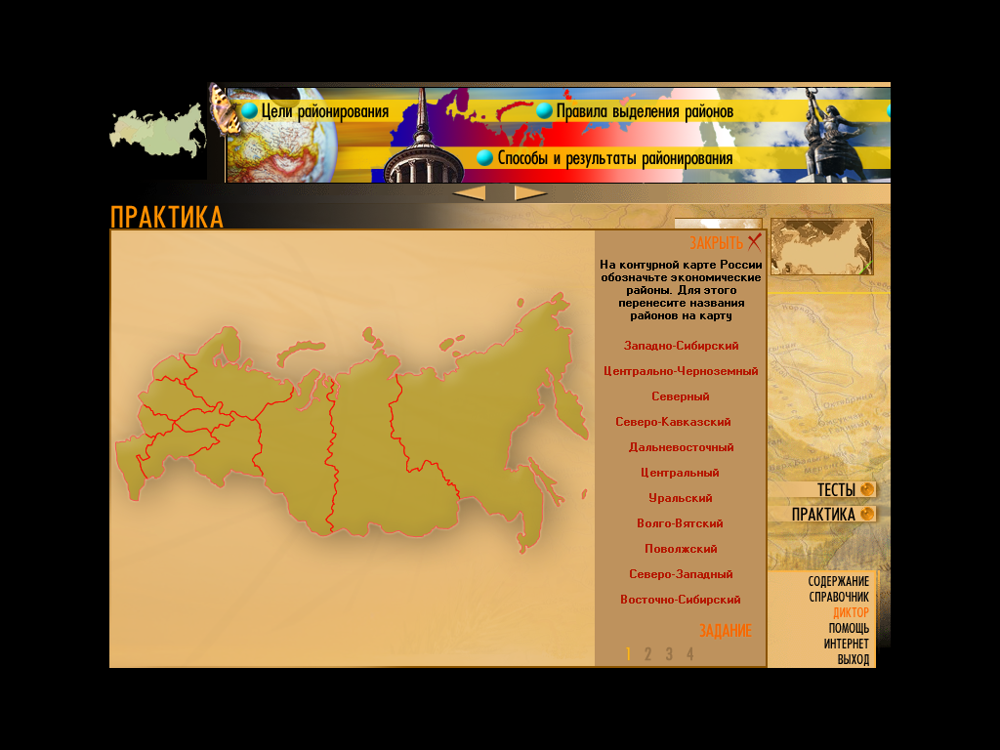 Цели районирования
Правила выделения районов
Способы и результаты районирования
ПРАКТИКА
ЗАКРЫТЬ
На контурной карте России
обозначьте экономические
районы. Для этого
перенесите названия
районов на карту
Западно-Сибирский
Центрально-Черноземный
Северный
Северо-Кавказский
Дальневосточный
Центральный
Уральский
Волго-Вятский
Поволжский
Северо-Западный
Восточно-Сибирский
ЗАДАНИЕ
1 2 3 4
ТЕСТЫ
ПРАКТИКА
СОДЕРЖАНИЕ
СПРАВОЧНИК
ДИКТОР
ПОМОЩЬ
ИНТЕРНЕТ
ВЫХОД